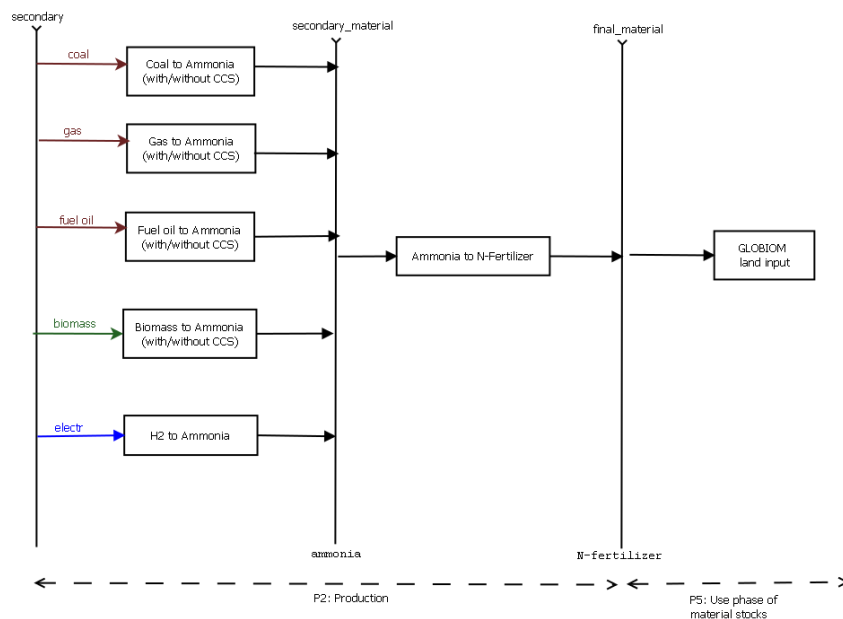 secondary
secondary_material
final_material
coal
Coal to Ammonia
(with/without CCS)
gas
Gas to Ammonia
(with/without CCS)
fuel oil
Fuel oil to Ammonia
(with/without CCS)
Ammonia to N-Fertilizer
GLOBIOM
land input
biomass
Biomass to Ammonia
(with/without CCS)
electr
H2 to Ammonia
ammonia
N-fertilizer
P2: Production
P5: Use phase of
material stocks